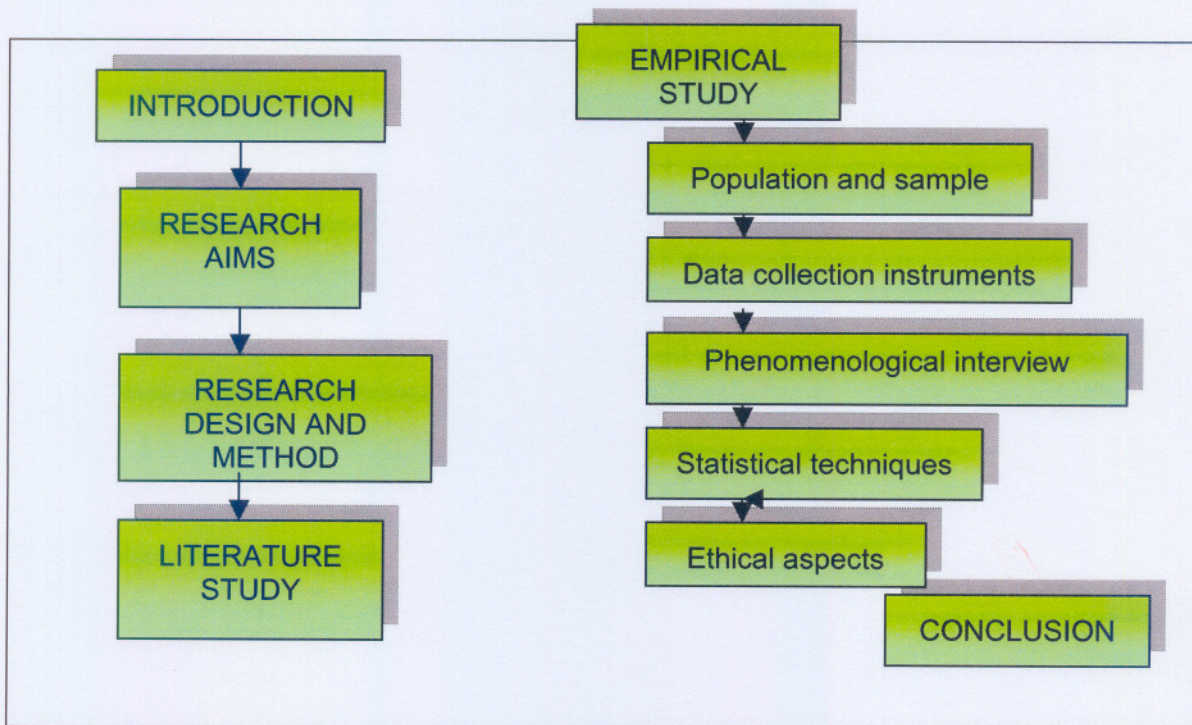 INTRODUCTION
RESEARCH
AIMS
RESEARCH
DESIGN AND
METHOD
LITERATURE
STUDY
EMPIRICAL
STUDY
Population and sample
Data collection instruments
Phenomenological interview
Statistical techniques
Ethical aspects
CONCLUSION